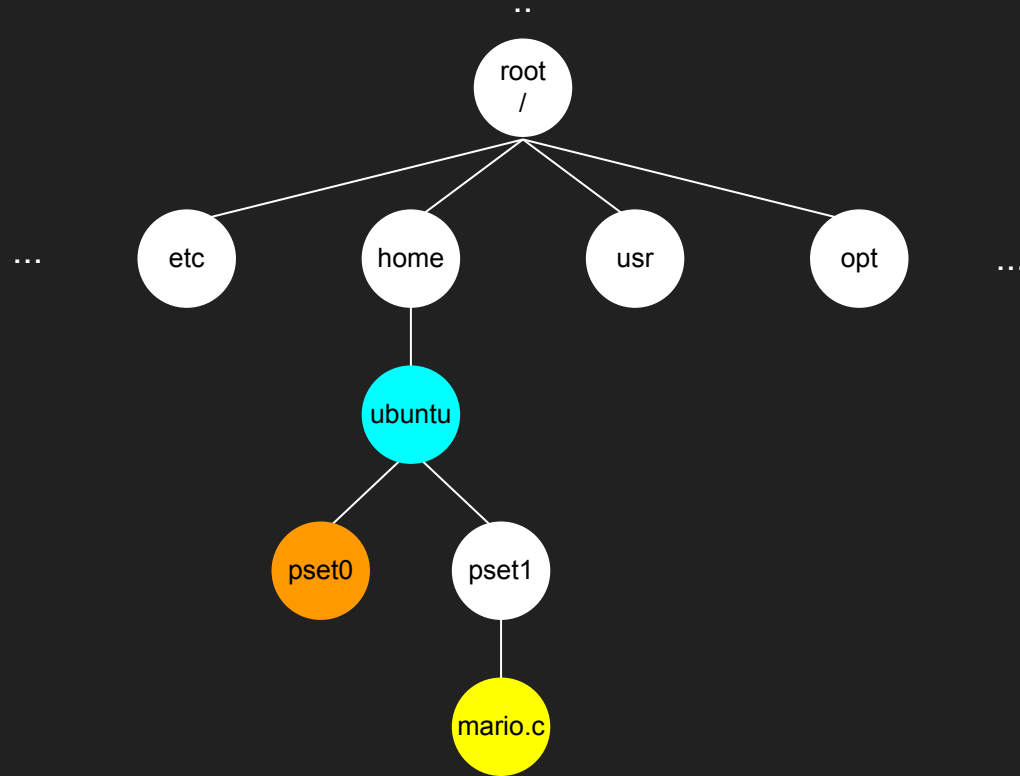 ..
root
/
...
etc
home
usr
opt
...
ubuntu
pset0
pset1
mario.c